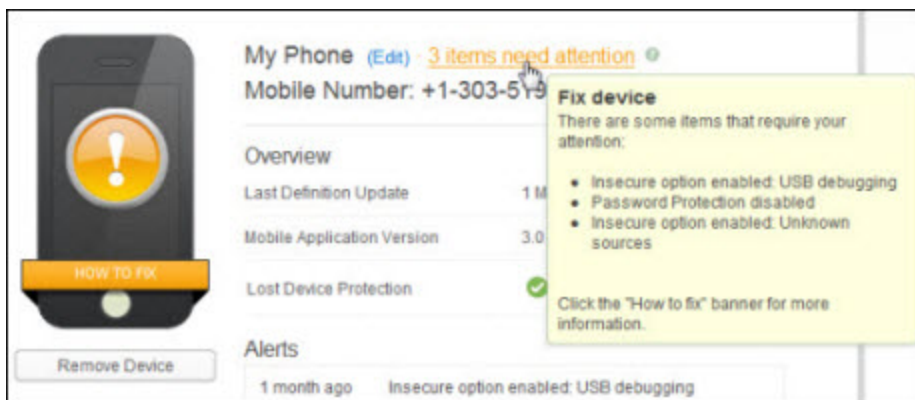 My Phone (Edit) - 3 items need attention
Mobile Number: +1-303-519
Fix device
There are some items that require your
attention:
• Insecure option enabled: USB debugging
• Password Protection disabled
• Insecure option enabled: Unknown
sources
Click the "How to fix" banner for more
information.
Overview
Last Definition Update 1 M
Mobile Application Version 3.0
Lost Device Protection
HOW TO FIX
Remove Device
Alerts
1 month ago Insecure option enabled: USB debugging